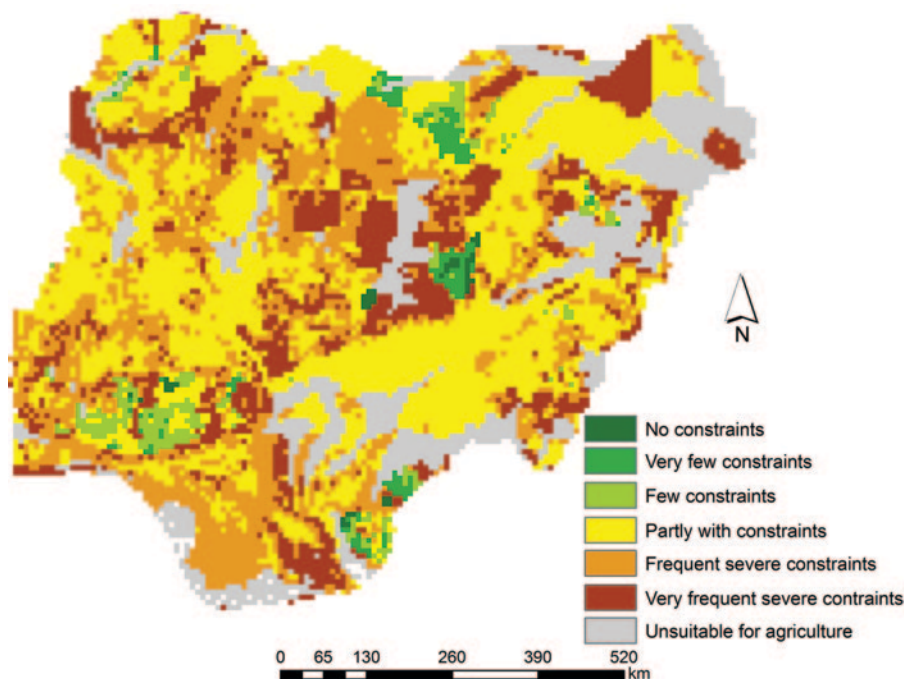 N
No constraints
Very few constraints
Few constraints
Partly with constraints
Frequent severe constraints
Very frequent severe contraints
Unsuitable for agriculture
0 65 130 260 390 520
km